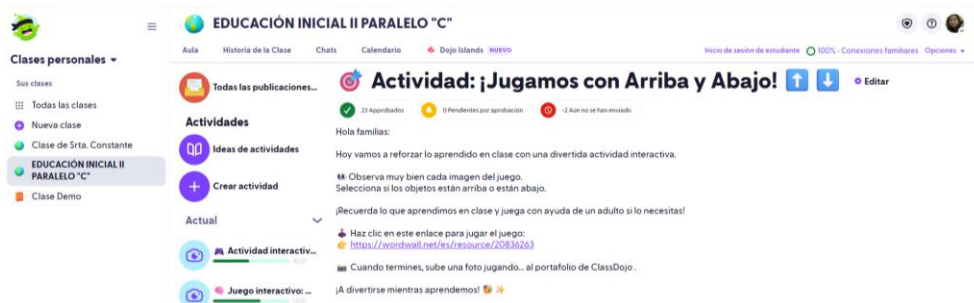 EDUCACIÓN INICIAL II PARALELO "C"
Clases personales
Sus clases
Todas las clases
Nueva clase
Clase de Srta. Constante
EDUCACIÓN INICIAL II
PARALELO "C"
Clase Demo
Aula Historia de la Clase Chats Calendario Dojo Islands NUEVO
Inicio de sesión de estudiante 100% · Conexiones familiares Opciones
Todas las publicaciones...
Actividades
Ideas de actividades
Crear actividad
Actual
Actividad interactiv...
Juego interactivo: ...
Actividad: ¡Jugamos con Arriba y Abajo! ⬆️ ⬇️
Editar
23 Approbados 0 Pendientes por aprobación -2 Aún no se han enviado
Hola familias:
Hoy vamos a reforzar lo aprendido en clase con una divertida actividad interactiva.
👀 Observa muy bien cada imagen del juego.
Selecciona si los objetos están arriba o están abajo.
¡Recuerda lo que aprendimos en clase y juega con ayuda de un adulto si lo necesitas!
🕹️ Haz clic en este enlace para jugar el juego:
👉 https://wordwall.net/es/resource/20836263
📷 Cuando termines, sube una foto jugando... al portafolio de ClassDojo .
¡A divertirse mientras aprendemos!